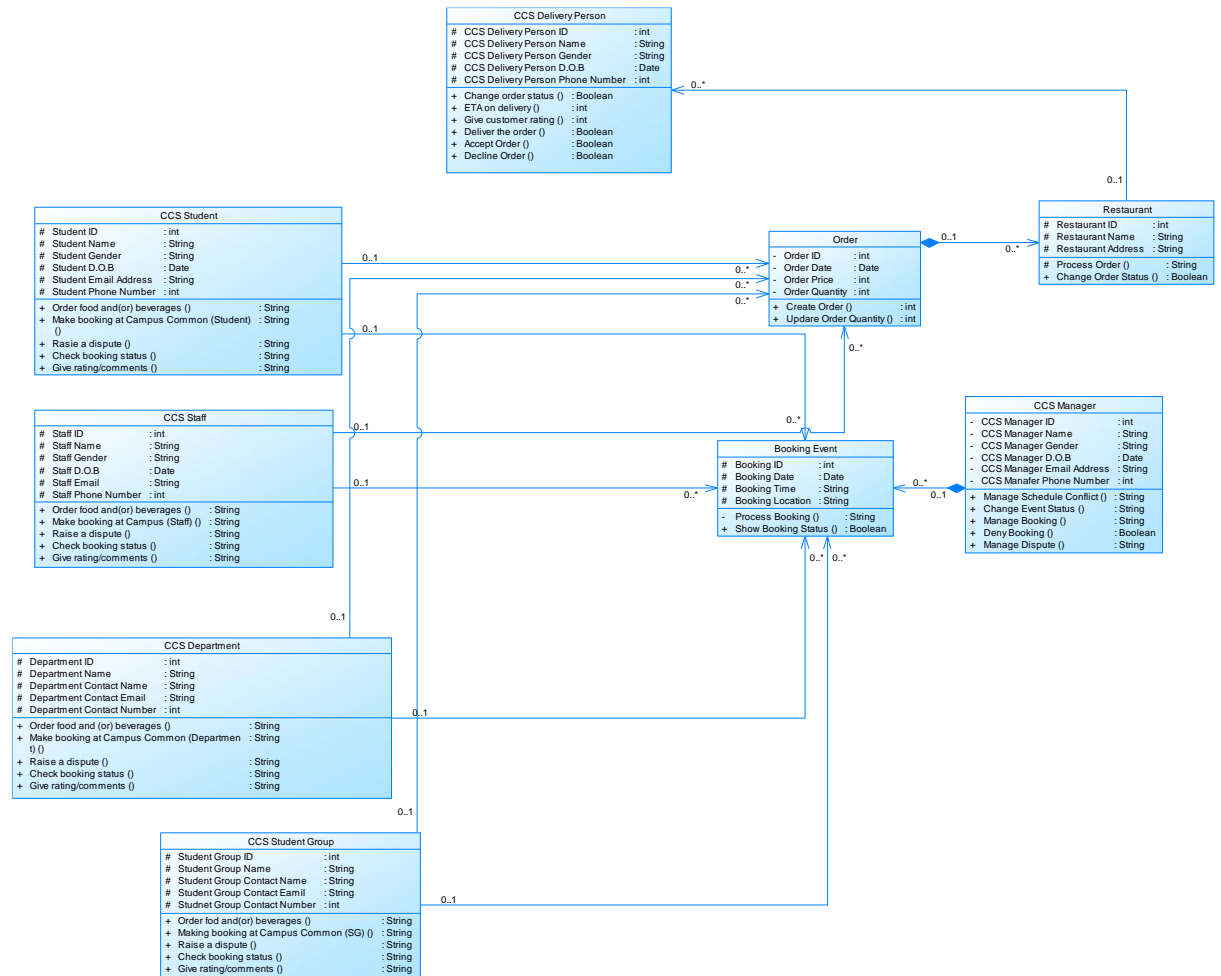 CCS Delivery Person
# CCS Delivery Person ID : int
# CCS Delivery Person Name : String
# CCS Delivery Person Gender : String
# CCS Delivery Person D.O.B : Date
# CCS Delivery Person Phone Number : int
+ Change order status () : Boolean
+ ETA on delivery () : int
+ Give customer rating () : int
+ Deliver the order () : Boolean
+ Accept Order () : Boolean
+ Decline Order () : Boolean
0..*
0..1
CCS Student
# Student ID : int
# Student Name : String
# Student Gender : String
# Student D.O.B : Date
# Student Email Address : String
# Student Phone Number : int
+ Order food and(or) beverages () : String
+ Make booking at Campus Common (Student) : String
()
+ Rasie a dispute () : String
+ Check booking status () : String
+ Give rating/comments () : String
0..1
0..*
0..*
0..*
0..1
Order
- Order ID : int
- Order Date : Date
- Order Price : int
- Order Quantity : int
+ Create Order () : int
+ Updare Order Quantity () : int
0..1
0..*
0..*
Restaurant
# Restaurant ID : int
# Restaurant Name : String
# Restaurant Address : String
# Process Order () : String
+ Change Order Status () : Boolean
CCS Staff
# Staff ID : int
# Staff Name : String
# Staff Gender : String
# Staff D.O.B : Date
# Staff Email : String
# Staff Phone Number : int
+ Order food and(or) beverages () : String
+ Make booking at Campus (Staff) () : String
+ Raise a dispute () : String
+ Check booking status () : String
+ Give rating/comments () : String
0..1
0..1
0..*
0..*
Booking Event
# Booking ID : int
# Booking Date : Date
# Booking Time : String
# Booking Location : String
- Process Booking () : String
+ Show Booking Status () : Boolean
0..*
0..1
0..*
0..*
CCS Manager
- CCS Manager ID : int
- CCS Manager Name : String
- CCS Manager Gender : String
- CCS Manager D.O.B : Date
- CCS Manager Email Address : String
- CCS Manafer Phone Number : int
+ Manage Schedule Conflict () : String
+ Change Event Status () : String
+ Manage Booking () : String
+ Deny Booking () : Boolean
+ Manage Dispute () : String
0..1
CCS Department
# Department ID : int
# Department Name : String
# Department Contact Name : String
# Department Contact Email : String
# Department Contact Number : int
+ Order food and (or) beverages () : String
+ Make booking at Campus Common (Departmen : String
t) ()
+ Raise a dispute () : String
+ Check booking status () : String
+ Give rating/comments () : String
0..1
0..1
CCS Student Group
# Student Group ID : int
# Student Group Name : String
# Student Group Contact Name : String
# Student Group Contact Eamil : String
# Studnet Group Contact Number : int
+ Order fod and(or) beverages () : String
+ Making booking at Campus Common (SG) () : String
+ Raise a dispute () : String
+ Check booking status () : String
+ Give rating/comments () : String
0..1